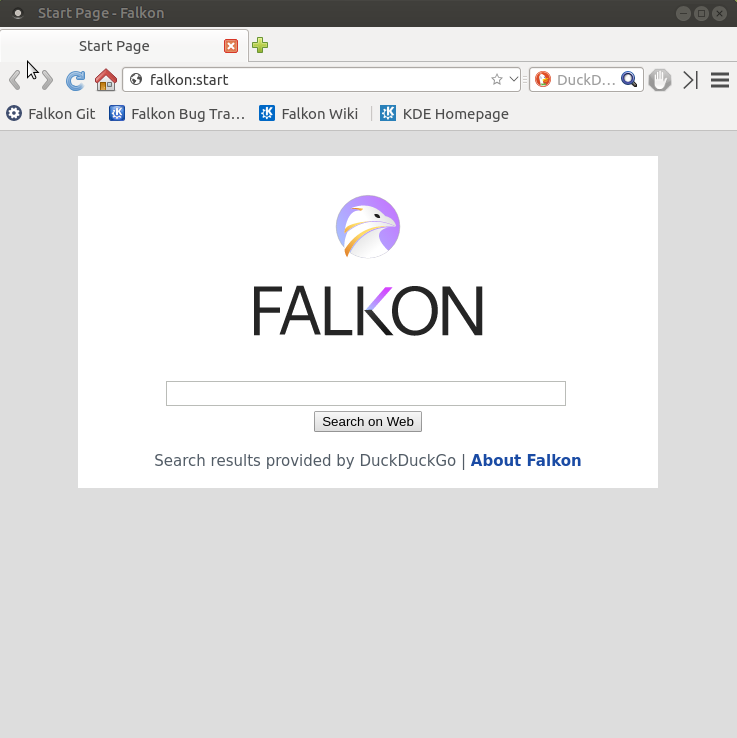 Start Page - Falkon
Start Page
falkon:start
DuckD...
Falkon Git
Falkon Bug Tra...
Falkon Wiki
KDE Homepage
FALKON
Search on Web
Search results provided by DuckDuckGo | About Falkon